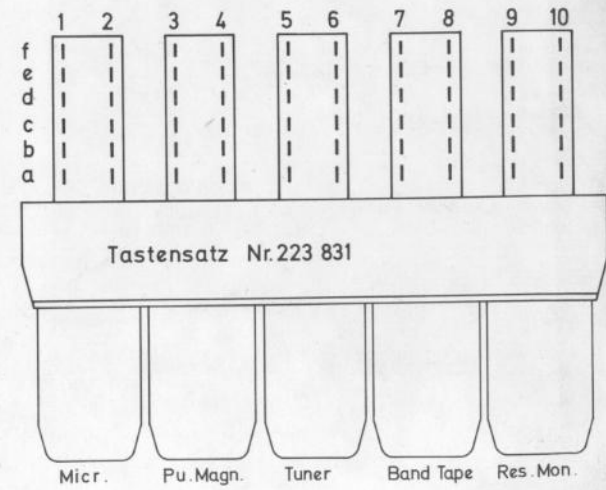 1 2 3 4 5 6 7 8 9 10
f
e
d
c
b
a
Tastensatz Nr. 223 831
Micr. Pu.Magn. Tuner Band Tape Res.Mon.